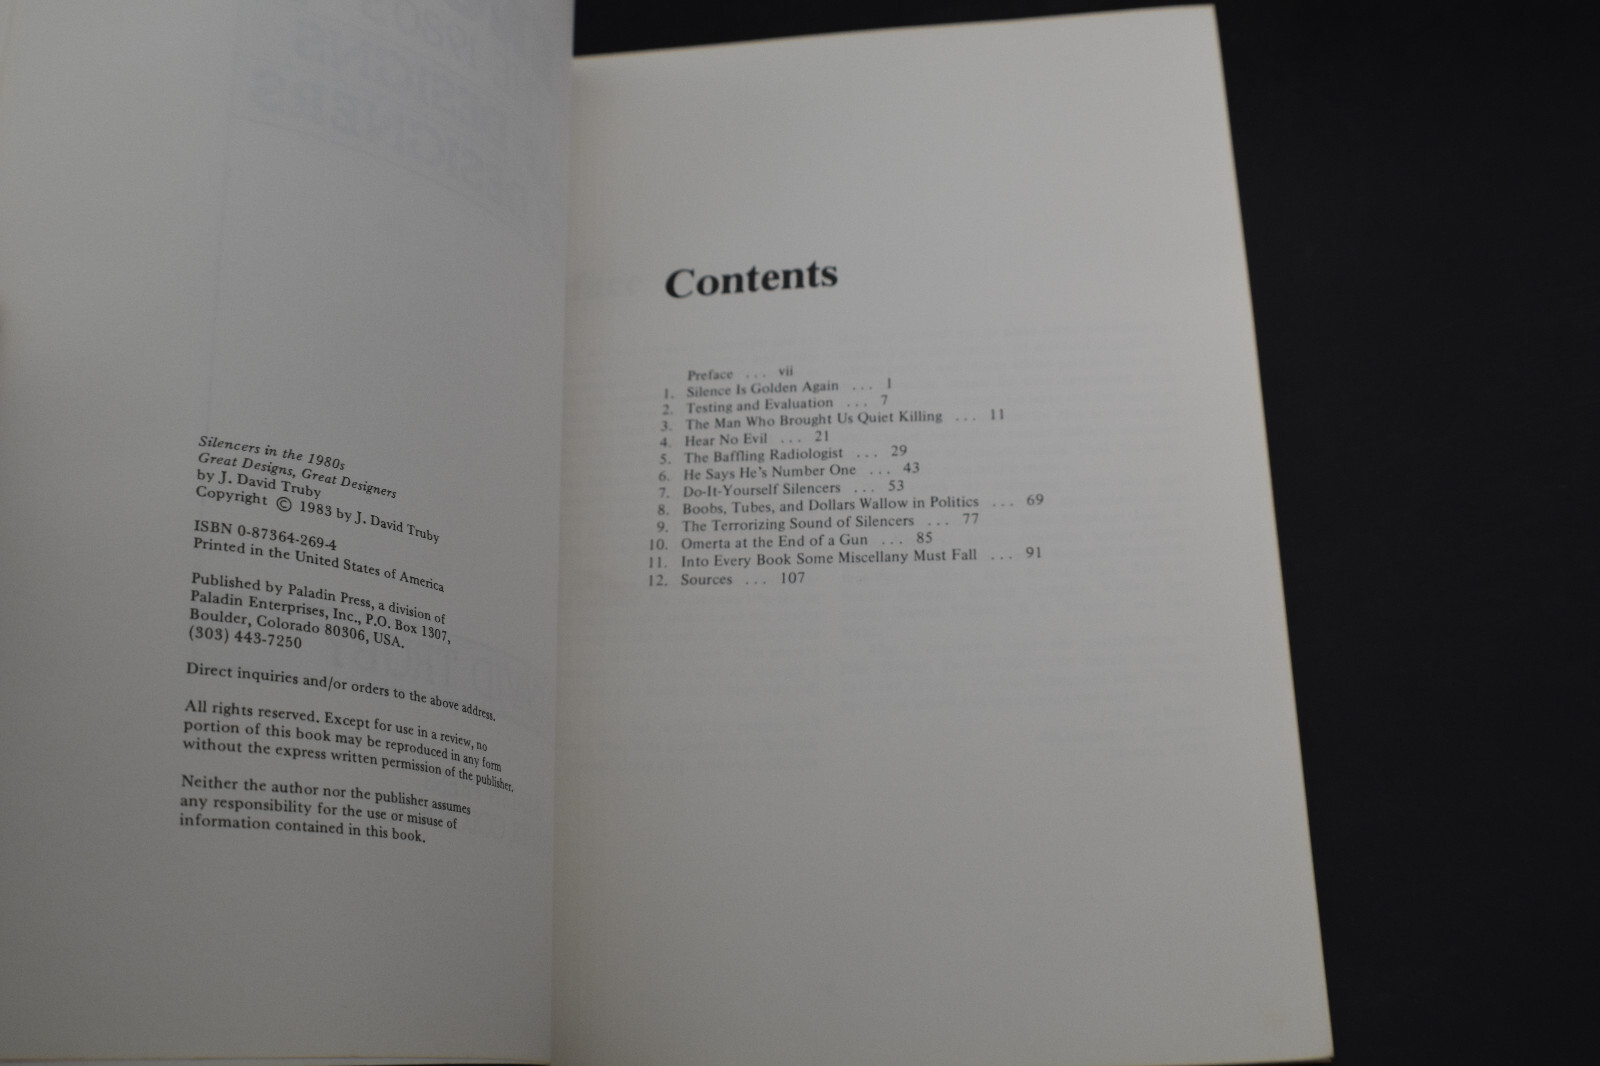 Silencers in the 1980s
Great Designs, Great Designers
by J. David Truby
Copyright © 1983 by J. David Truby
ISBN 0-87364-269-4
Printed in the United States of America
Published by Paladin Press, a division of
Paladin Enterprises, Inc., P.O. Box 1307,
Boulder, Colorado 80306, USA.
(303) 443-7250
Direct inquiries and/or orders to the above address.
All rights reserved. Except for use in a review, no
portion of this book may be reproduced in any form
without the express written permission of the publisher.
Neither the author nor the publisher assumes
any responsibility for the use or misuse of
information contained in this book.
Contents
Preface ... vii
1. Silence Is Golden Again ... 1
2. Testing and Evaluation ... 7
3. The Man Who Brought Us Quiet Killing ... 11
4. Hear No Evil ... 21
5. The Baffling Radiologist ... 29
6. He Says He's Number One ... 43
7. Do-It-Yourself Silencers ... 53
8. Boobs, Tubes, and Dollars Wallow in Politics ... 69
9. The Terrorizing Sound of Silencers ... 77
10. Omerta at the End of a Gun ... 85
11. Into Every Book Some Miscellany Must Fall ... 91
12. Sources ... 107